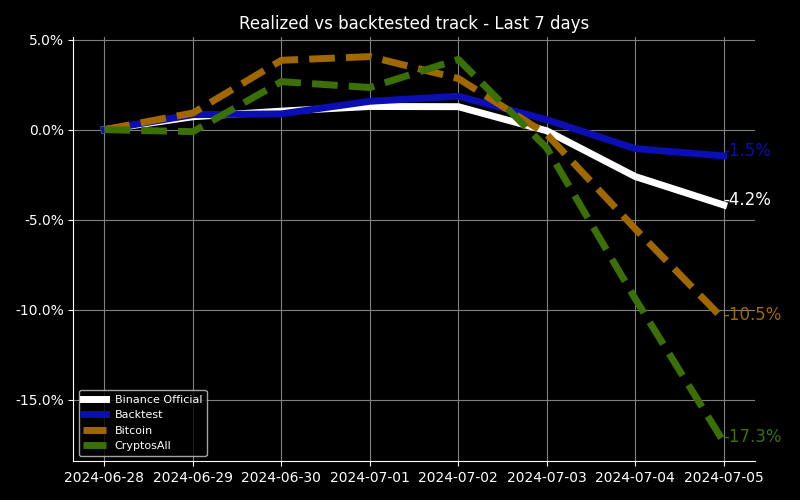 Realized vs backtested track - Last 7 days
5.0%
0.0%
-5.0%
-10.0%
-15.0%
-1.5%
-4.2%
-10.5%
-17.3%
Binance Official
Backtest
Bitcoin
CryptosAll
2024-06-28 2024-06-29 2024-06-30 2024-07-01 2024-07-02 2024-07-03 2024-07-04 2024-07-05